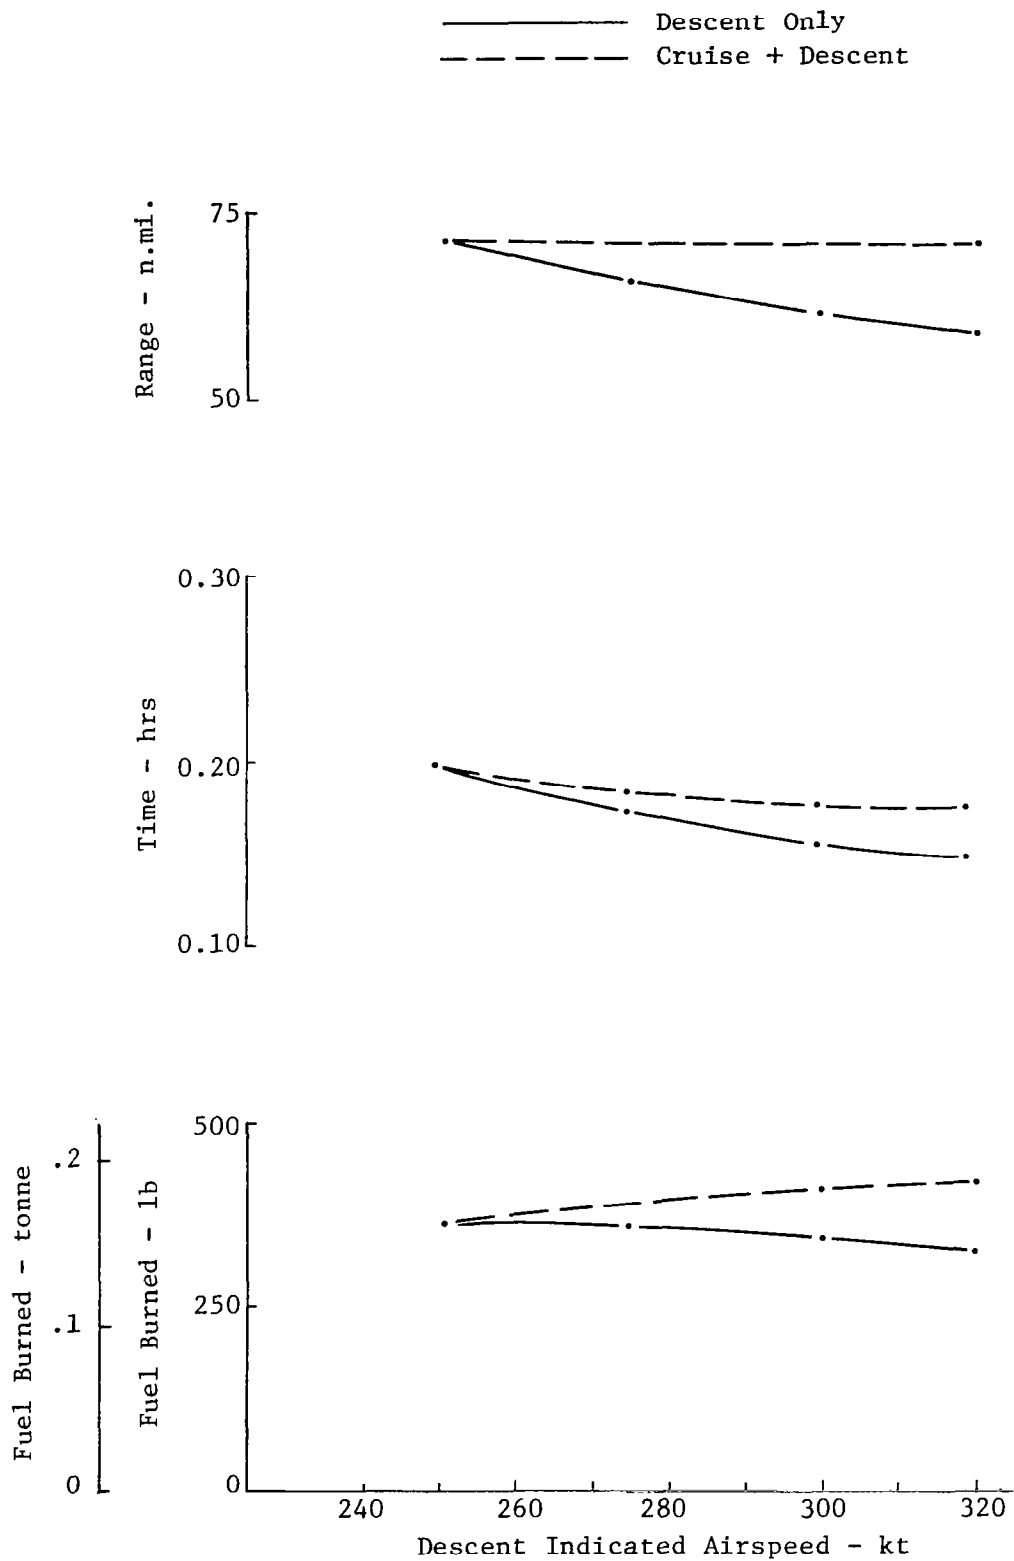 Descent Only
Cruise + Descent
Range - n.mi.
75
50
Time - hrs
0.30
0.20
0.10
Fuel Burned - tonne
.2
.1
0
Fuel Burned - lb
500
250
0
240 260 280 300 320
Descent Indicated Airspeed - kt